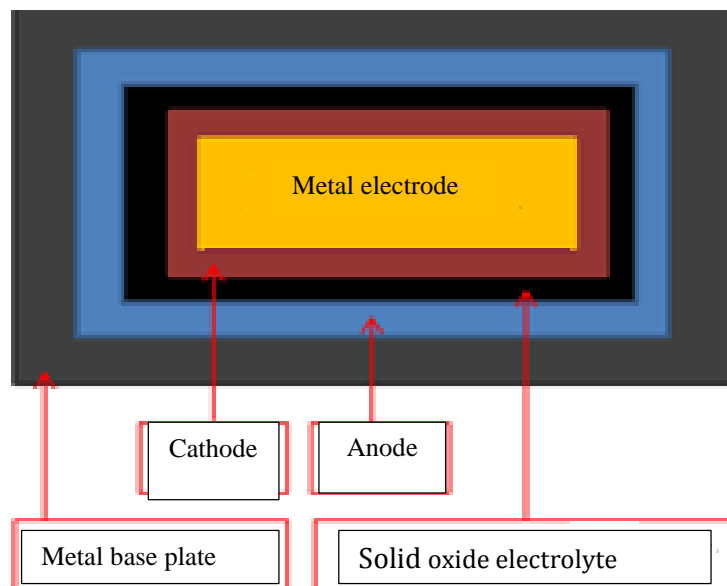 Metal electrode
Cathode
Anode
Metal base plate
Solid oxide electrolyte